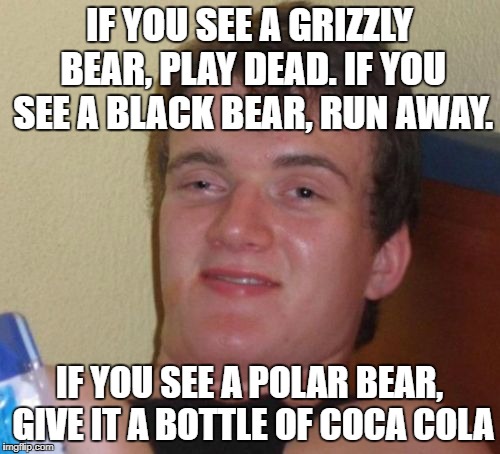 IF YOU SEE A GRIZZLY
BEAR, PLAY DEAD. IF YOU
SEE A BLACK BEAR, RUN AWAY.
IF YOU SEE A POLAR BEAR,
GIVE IT A BOTTLE OF COCA COLA
imgflip.com